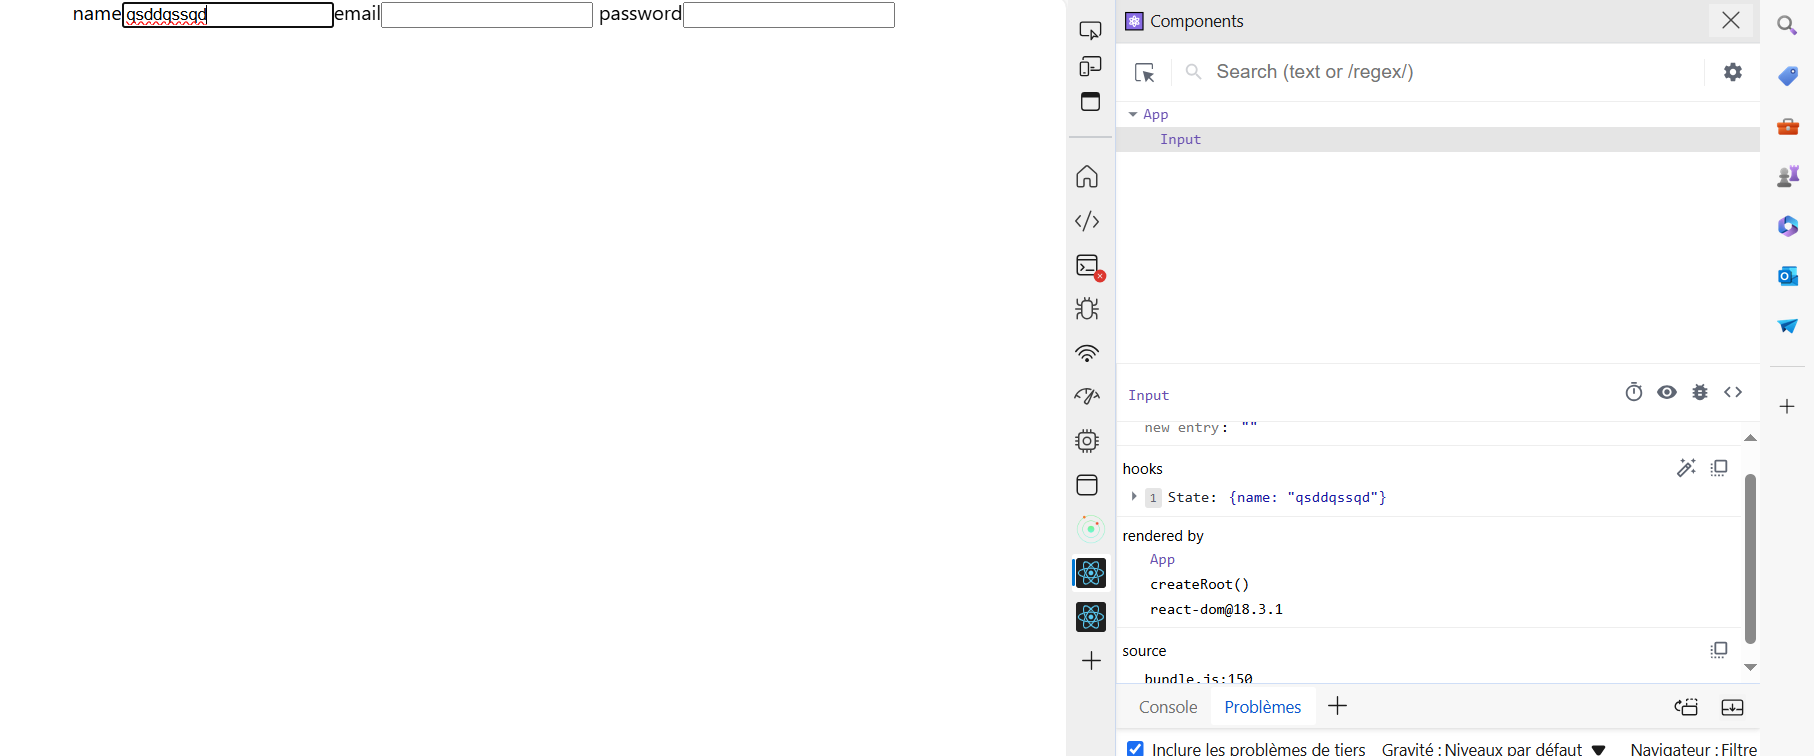 name qsddqssqd email password
Components
Search (text or /regex/)
App
Input
Input
new entry: ""
hooks
1 State: {name: "qsddqssqd"}
rendered by
App
createRoot()
react-dom@18.3.1
source
bundle.js:150
Console Problèmes
Inclure les problèmes de tiers Gravité : Niveaux par défaut Navigateur : Filtre